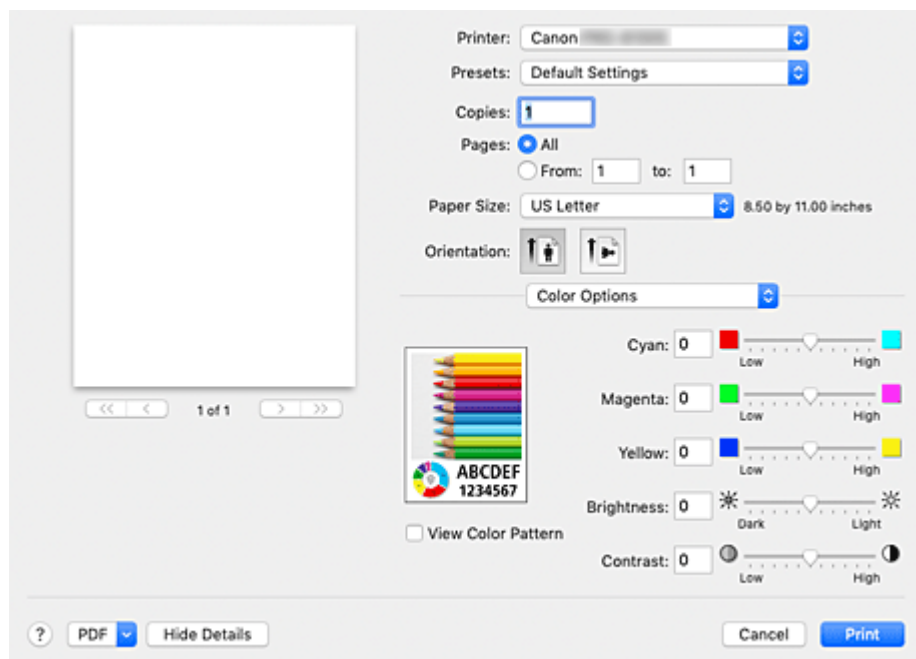 Printer: Canon
Presets: Default Settings
Copies: 1
Pages: All
From: 1 to: 1
Paper Size: US Letter 8.50 by 11.00 inches
Orientation:
Color Options
Cyan: 0
Low High
Magenta: 0
Low High
Yellow: 0
Low High
Brightness: 0
Dark Light
Contrast: 0
Low High
1 of 1
ABCDEF
1234567
View Color Pattern
? PDF Hide Details Cancel Print